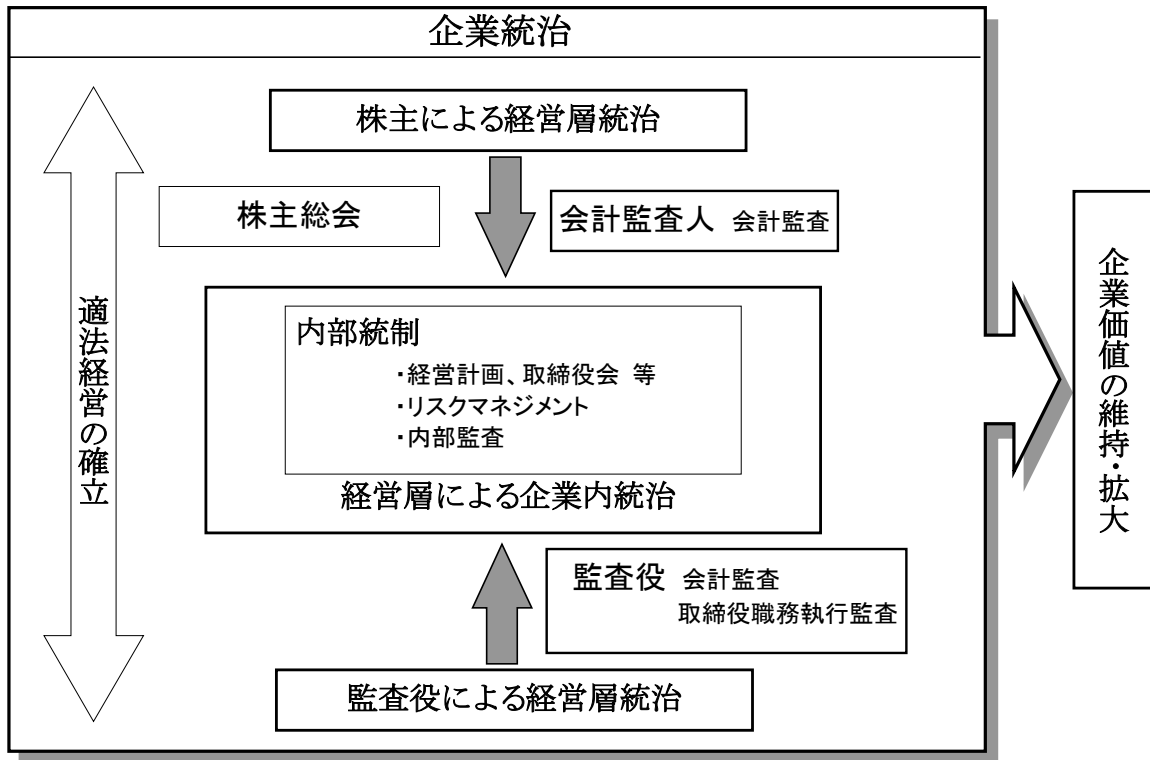 企業統治
株主による経営層統治
株主総会
会計監査人 会計監査
適法経営の確立
内部統制
・経営計画、取締役会 等
・リスクマネジメント
・内部監査
経営層による企業内統治
監査役 会計監査
取締役職務執行監査
監査役による経営層統治
企業価値の維持・拡大